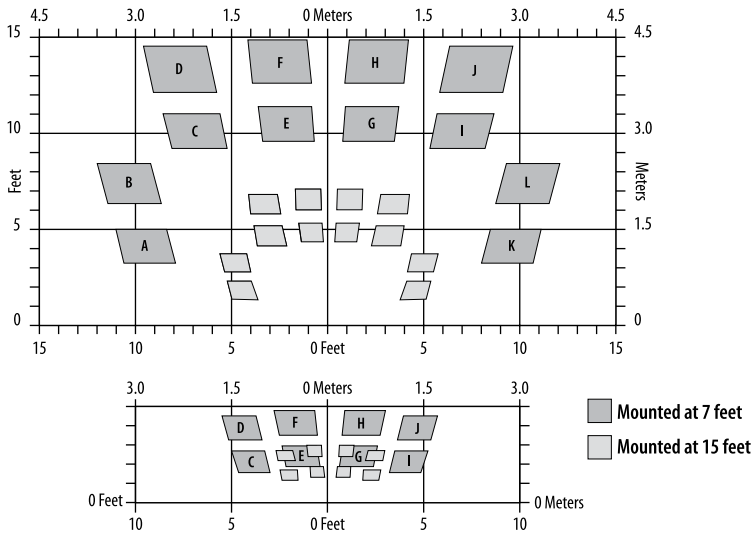 4.5 3.0 1.5 0 Meters 1.5 3.0 4.5
15 4.5
D F H J
C E G I
10 3.0
B L
Feet Meters
5 1.5
A K
0 0
15 10 5 0 Feet 5 10 15
3.0 1.5 0 Meters 1.5 3.0
D F H J
C E G I
0 Feet 0 Meters
10 5 0 Feet 5 10
Mounted at 7 feet
Mounted at 15 feet